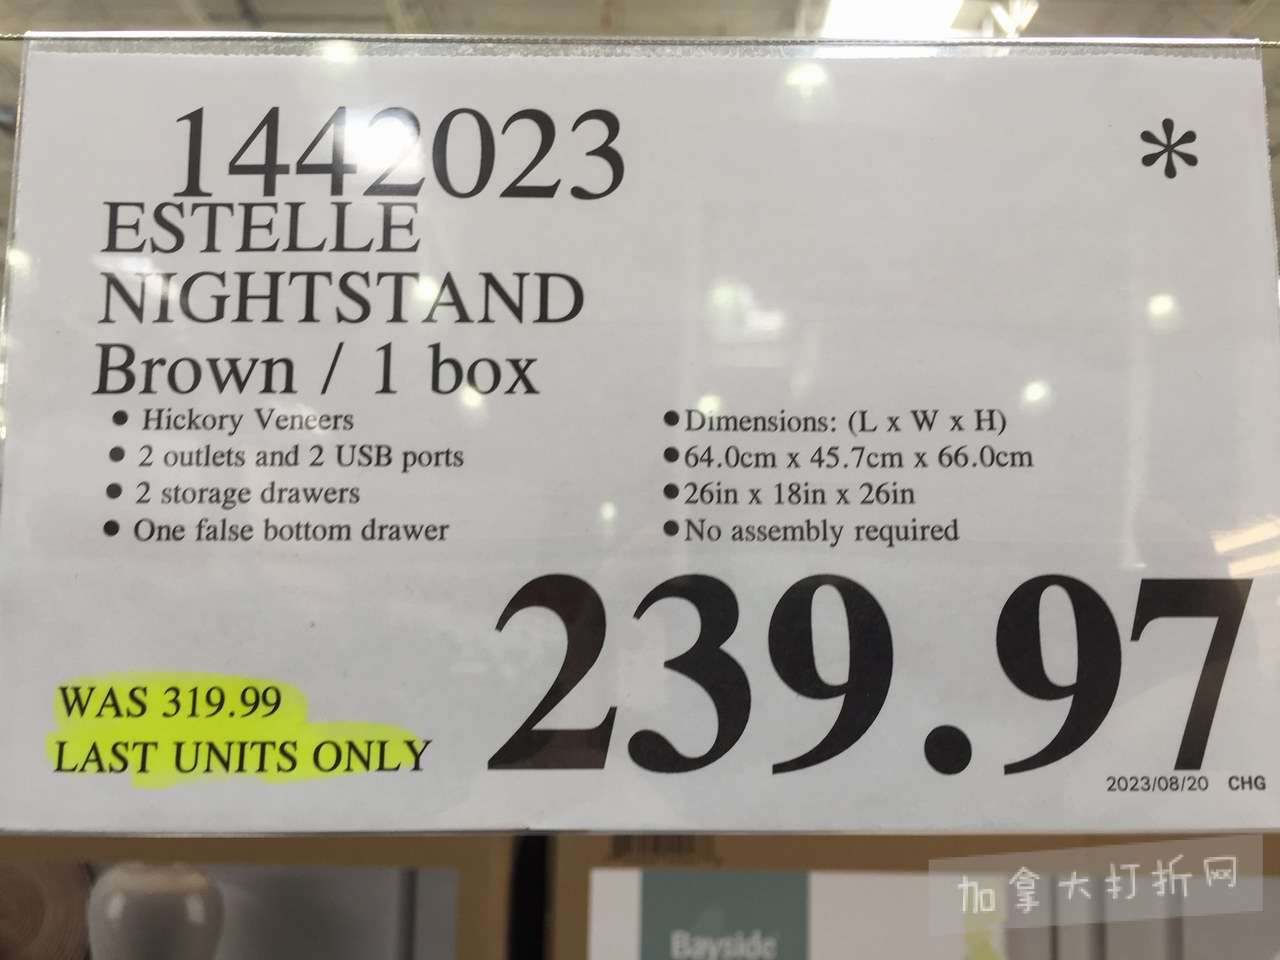 1442023
*
ESTELLE
NIGHTSTAND
Brown / 1 box
• Hickory Veneers
• 2 outlets and 2 USB ports
• 2 storage drawers
• One false bottom drawer
• Dimensions: (L x W x H)
• 64.0cm x 45.7cm x 66.0cm
• 26in x 18in x 26in
• No assembly required
239.97
WAS 319.99
LAST UNITS ONLY
2023/08/20 CHG
Bayside
加拿大打折网